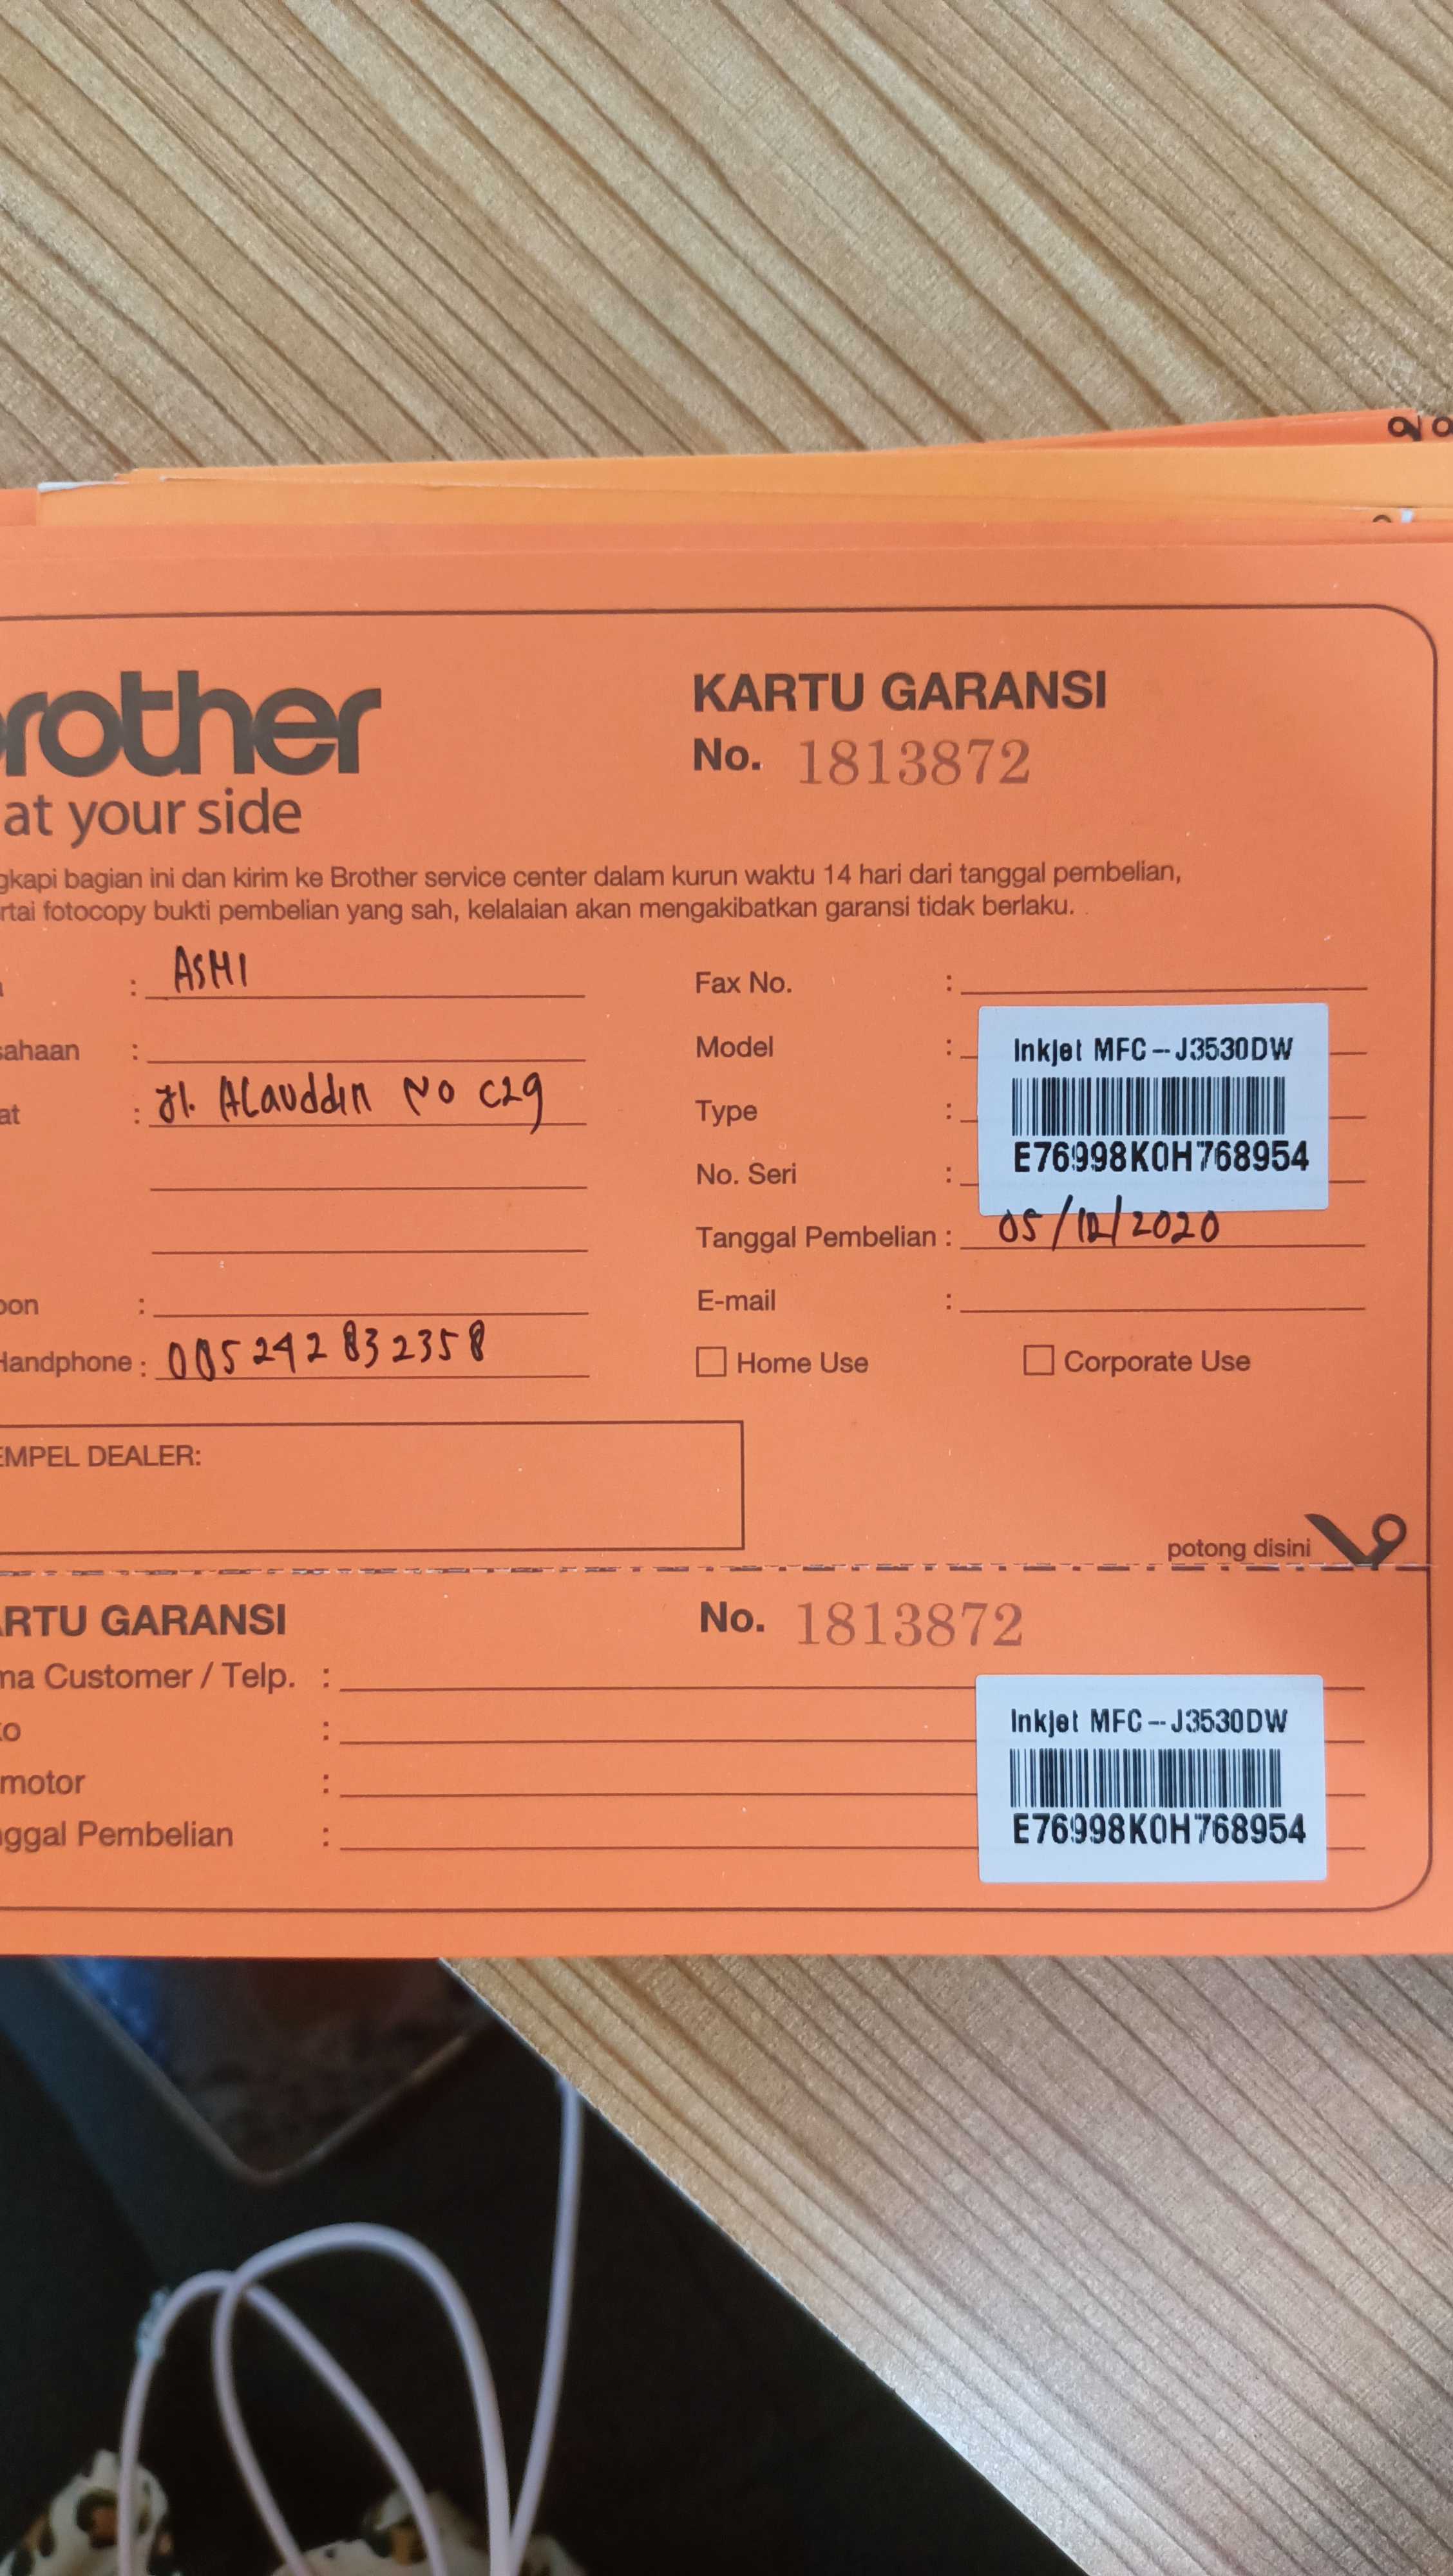 rother
at your side
KARTU GARANSI
No. 1813872
gkapi bagian ini dan kirim ke Brother service center dalam kurun waktu 14 hari dari tanggal pembelian,
rtai fotocopy bukti pembelian yang sah, kelalaian akan mengakibatkan garansi tidak berlaku.
: ASMI
sahaan :
at : Jl. Alauddin No C29
pon :
Handphone : 085242832358
Fax No. :
Model : Inkjet MFC-J3530DW
Type :
No. Seri : E76998K0H768954
Tanggal Pembelian : 05/12/2020
E-mail :
Home Use Corporate Use
EMPEL DEALER:
potong disini
RTU GARANSI No. 1813872
ma Customer / Telp. :
ko :
motor :
ggal Pembelian :
Inkjet MFC-J3530DW
E76998K0H768954